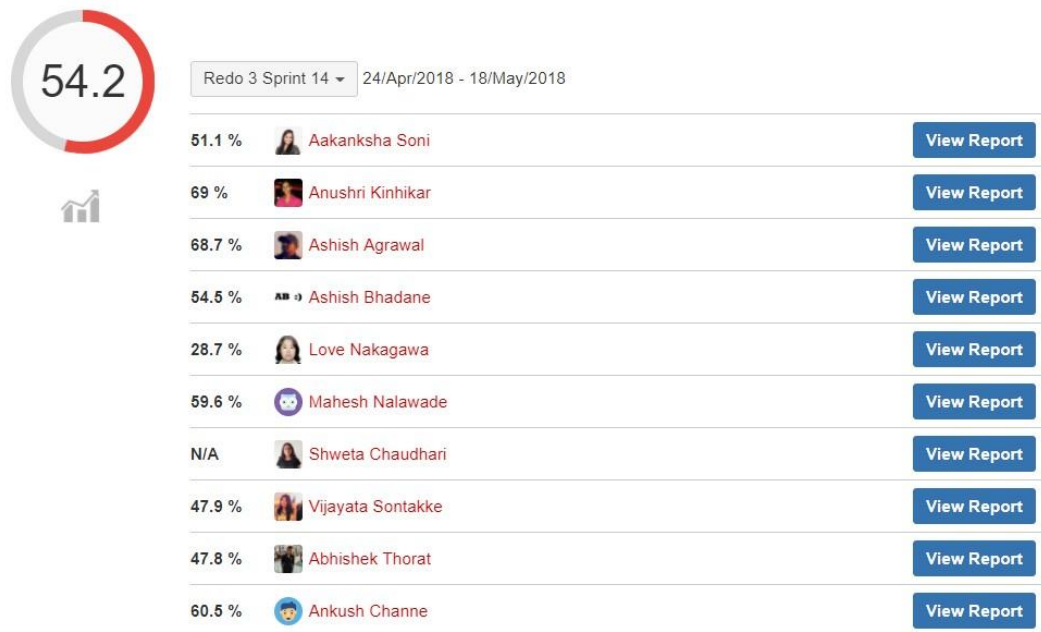 54.2
Redo 3 Sprint 14 24/Apr/2018 - 18/May/2018
51.1 % Aakanksha Soni View Report
69 % Anushri Kinhikar View Report
68.7 % Ashish Agrawal View Report
54.5 % AB :) Ashish Bhadane View Report
28.7 % Love Nakagawa View Report
59.6 % Mahesh Nalawade View Report
N/A Shweta Chaudhari View Report
47.9 % Vijayata Sontakke View Report
47.8 % Abhishek Thorat View Report
60.5 % Ankush Channe View Report